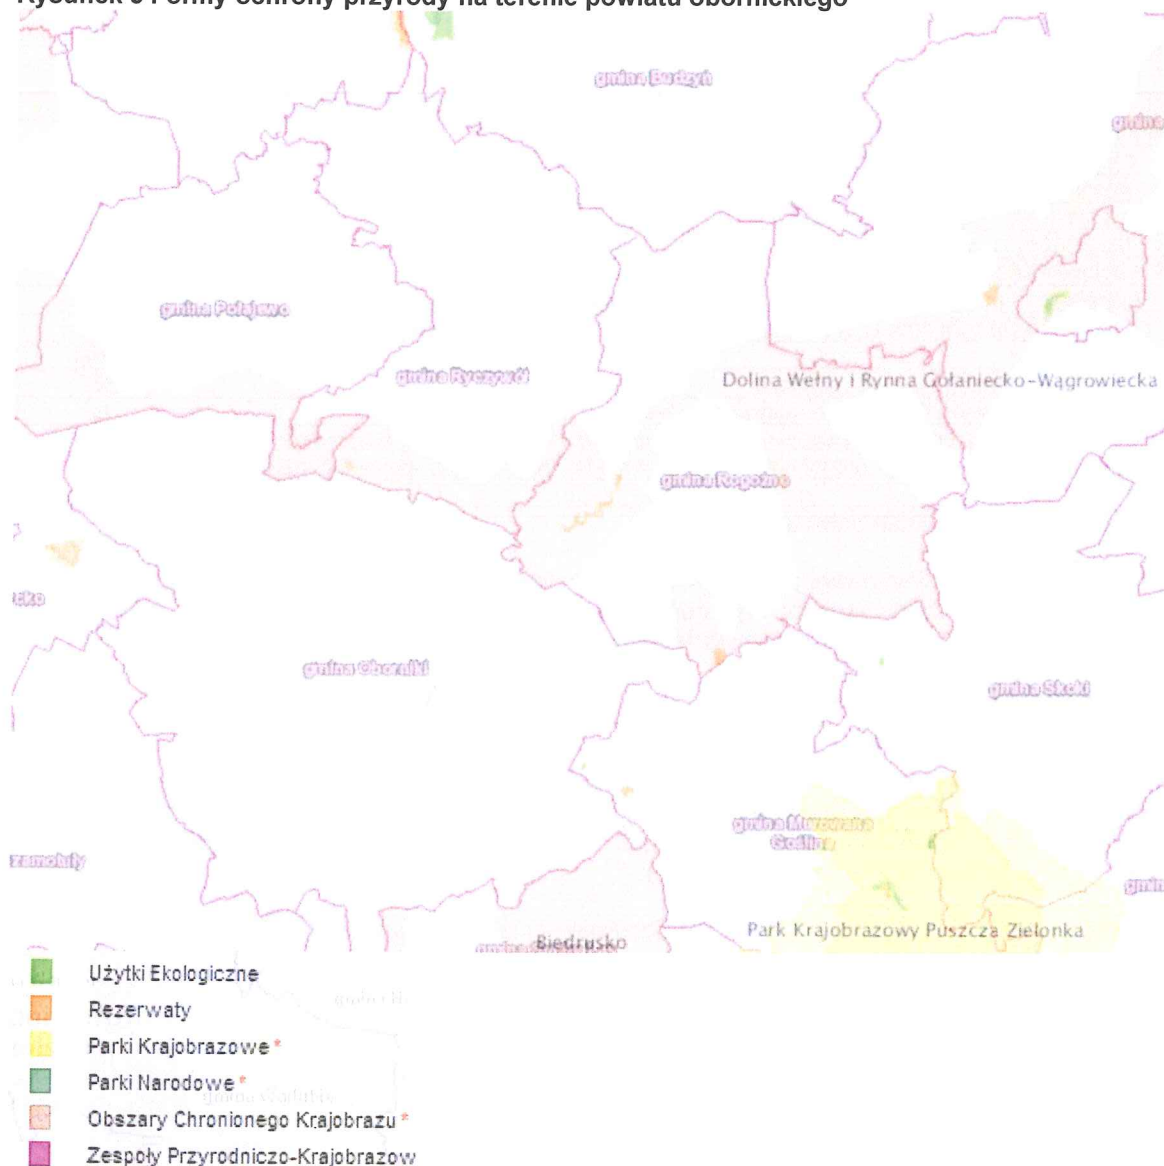 Rysunek 3 Formy ochrony przyrody na terenie powiatu obornickiego
gmina Budzyń
gmina
gmina Połajewo
gmina Ryczywół
Dolina Wełny i Rynna Gołaniecko-Wągrowiecka
gmina Rogoźno
gmina Oborniki
gmina Skoki
gmina Murowana
Goślina
Park Krajobrazowy Puszcza Zielonka
Biedrusko
Użytki Ekologiczne
Rezerwaty
Parki Krajobrazowe *
Parki Narodowe *
Obszary Chronionego Krajobrazu *
Zespoły Przyrodniczo-Krajobrazow